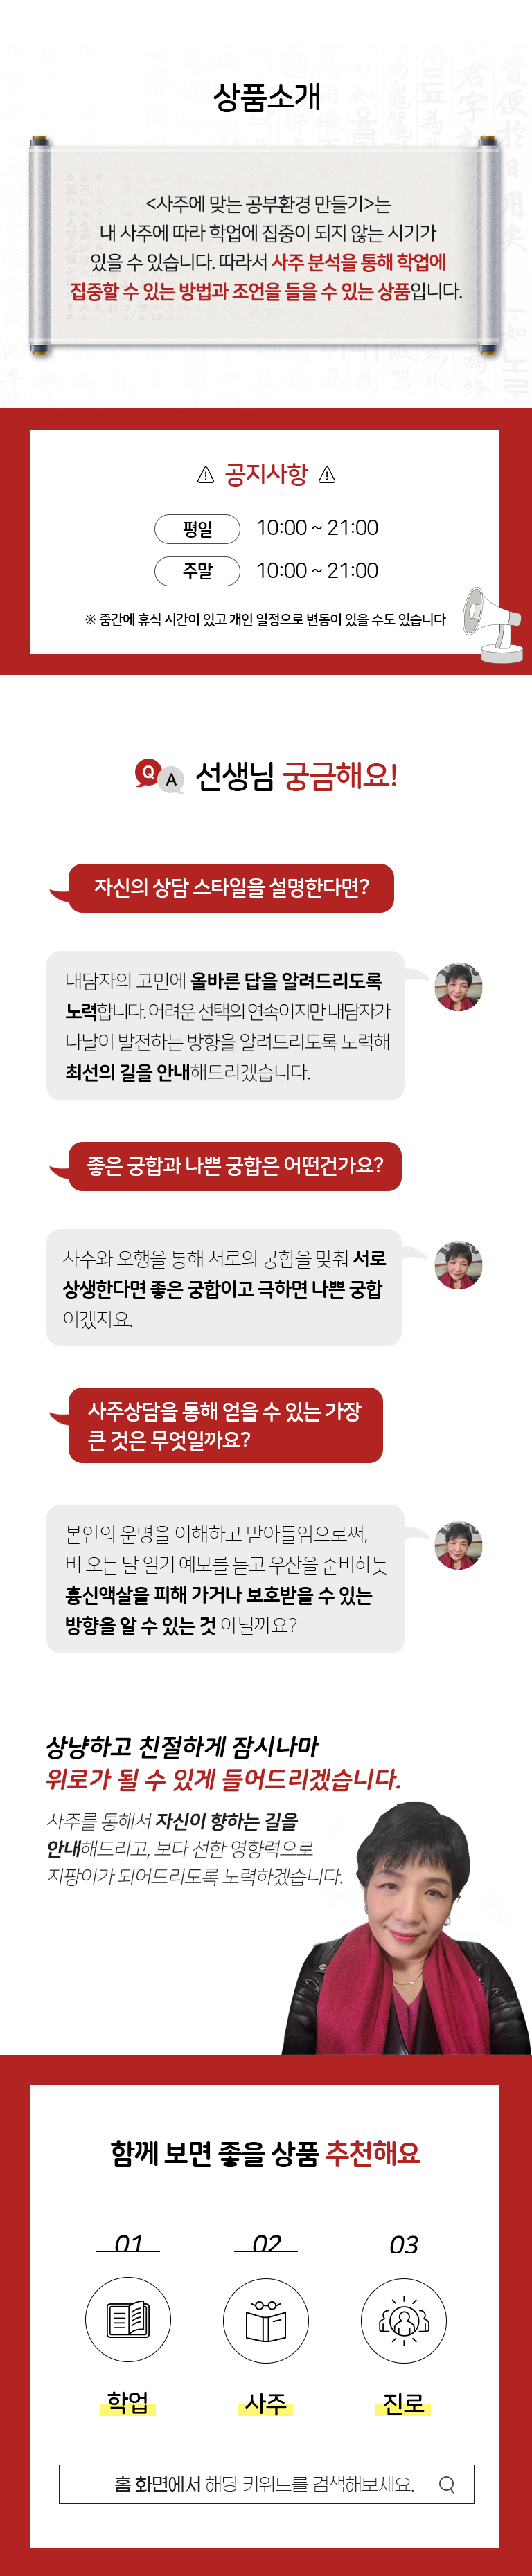 상품소개
<사주에 맞는 공부환경 만들기>는
내 사주에 따라 학업에 집중이 되지 않는 시기가
있을 수 있습니다. 따라서 사주 분석을 통해 학업에
집중할 수 있는 방법과 조언을 들을 수 있는 상품입니다.
공지사항
평일 10:00 ~ 21:00
주말 10:00 ~ 21:00
※ 중간에 휴식 시간이 있고 개인 일정으로 변동이 있을 수도 있습니다
Q A 선생님 궁금해요!
자신의 상담 스타일을 설명한다면?
내담자의 고민에 올바른 답을 알려드리도록
노력합니다. 어려운 선택의 연속이지만 내담자가
나날이 발전하는 방향을 알려드리도록 노력해
최선의 길을 안내해드리겠습니다.
좋은 궁합과 나쁜 궁합은 어떤건가요?
사주와 오행을 통해 서로의 궁합을 맞춰 서로
상생한다면 좋은 궁합이고 극하면 나쁜 궁합
이겠지요.
사주상담을 통해 얻을 수 있는 가장
큰 것은 무엇일까요?
본인의 운명을 이해하고 받아들임으로써,
비 오는 날 일기 예보를 듣고 우산을 준비하듯
흉신액살을 피해 가거나 보호받을 수 있는
방향을 알 수 있는 것 아닐까요?
상냥하고 친절하게 잠시나마
위로가 될 수 있게 들어드리겠습니다.
사주를 통해서 자신이 향하는 길을
안내해드리고, 보다 선한 영향력으로
지팡이가 되어드리도록 노력하겠습니다.
함께 보면 좋을 상품 추천해요
01 02 03
학업 사주 진로
홈 화면에서 해당 키워드를 검색해보세요.